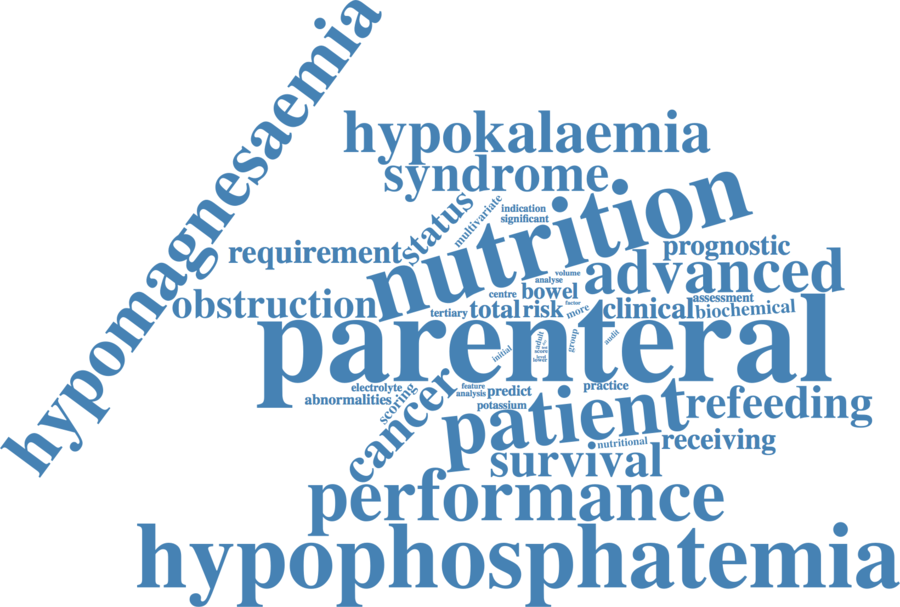 hypomagnesaemia
hypokalaemia
syndrome
indication
significant
multivariate
status
nutrition
requirement
prognostic
advanced
volume
analyse
centre
bowel
factor
obstruction
tertiary
total
risk
more
clinical
assessment
biochemical
parenteral
adult
group
audit
initial
score
level
lower
electrolyte
abnormalities
scoring
cancer
feature
analysis
predict
potassium
practice
patient
refeeding
nutritional
receiving
survival
performance
hypophosphatemia